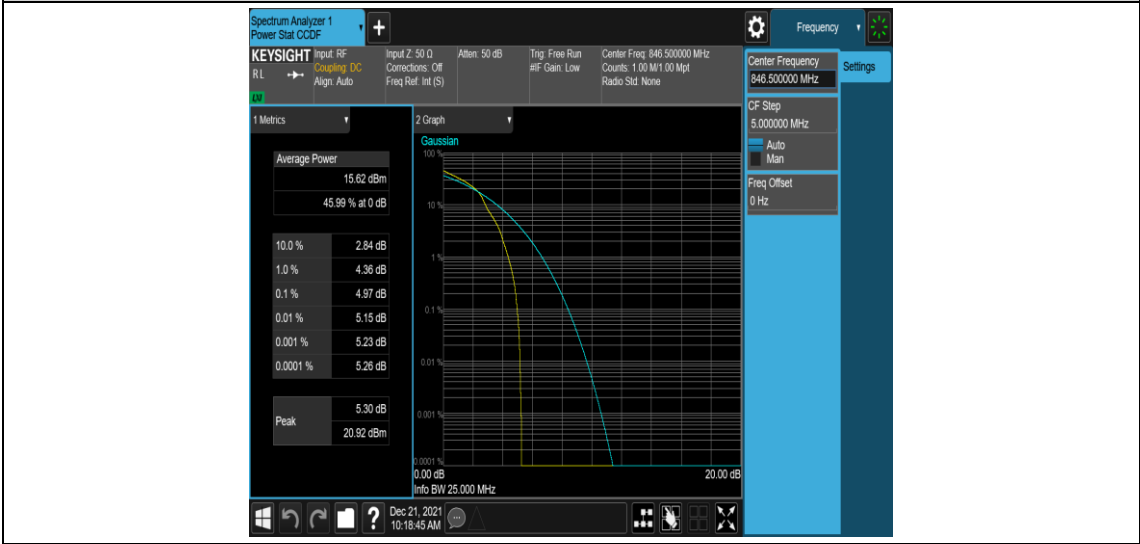 Spectrum Analyzer 1
Power Stat CCDF
+
Frequency
KEYSIGHT
Input: RF
Coupling: DC
Align: Auto
Input Z: 50 Ω
Corrections: Off
Freq Ref: Int (S)
Atten: 50 dB
Trig: Free Run
#IF Gain: Low
Center Freq: 846.500000 MHz
Counts: 1.00 M/1.00 Mpt
Radio Std: None
R L
Center Frequency
846.500000 MHz
Settings
CF Step
5.000000 MHz
Auto
Man
Freq Offset
0 Hz
1 Metrics
Average Power
15.62 dBm
45.99 % at 0 dB
10.0 % 2.84 dB
1.0 % 4.36 dB
0.1 % 4.97 dB
0.01 % 5.15 dB
0.001 % 5.23 dB
0.0001 % 5.26 dB
Peak
5.30 dB
20.92 dBm
2 Graph
Gaussian
100 %
10 %
1 %
0.1 %
0.01 %
0.001 %
0.0001 %
0.00 dB
20.00 dB
Info BW 25.000 MHz
?
Dec 21, 2021
10:18:45 AM